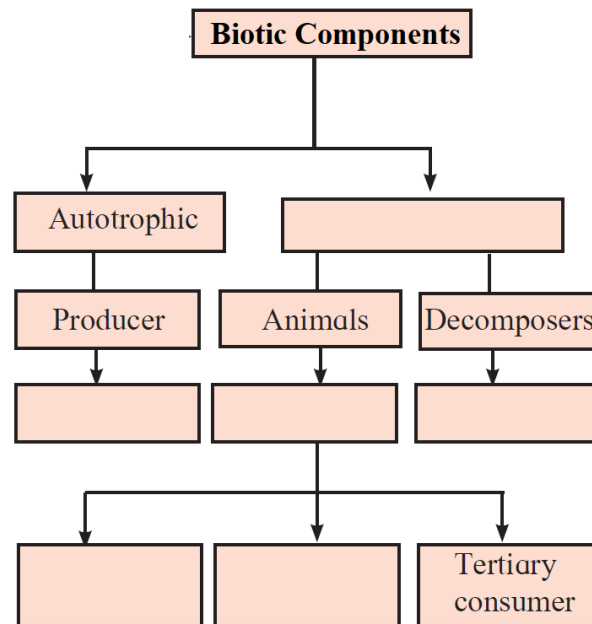 Biotic Components
Autotrophic
Producer
Animals
Decomposers
Tertiary
consumer